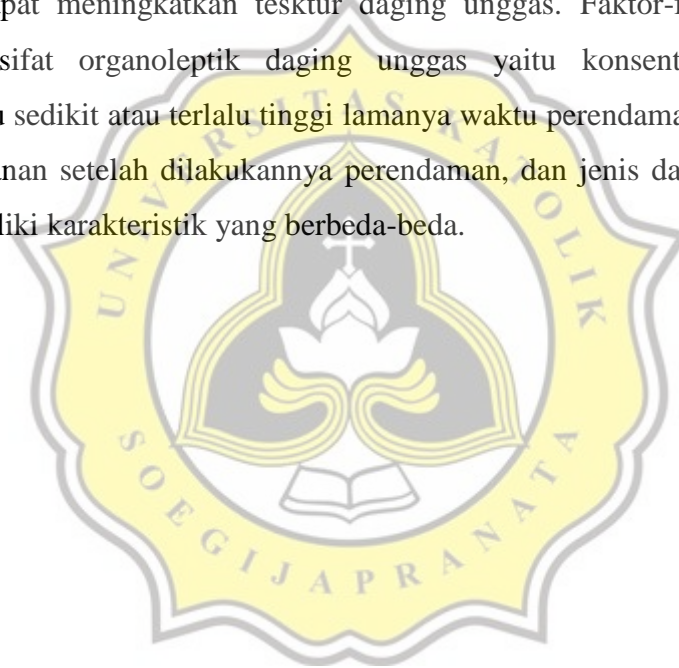 pat meningkatkan tesktur daging unggas. Faktor-
sifat organoleptik daging unggas yaitu konsent
sedikit atau terlalu tinggi lamanya waktu perendama
nan setelah dilakukannya perendaman, dan jenis da
liki karakteristik yang berbeda-beda.
UNIVERSITAS KATOLIK
SOEGIJAPRANATA